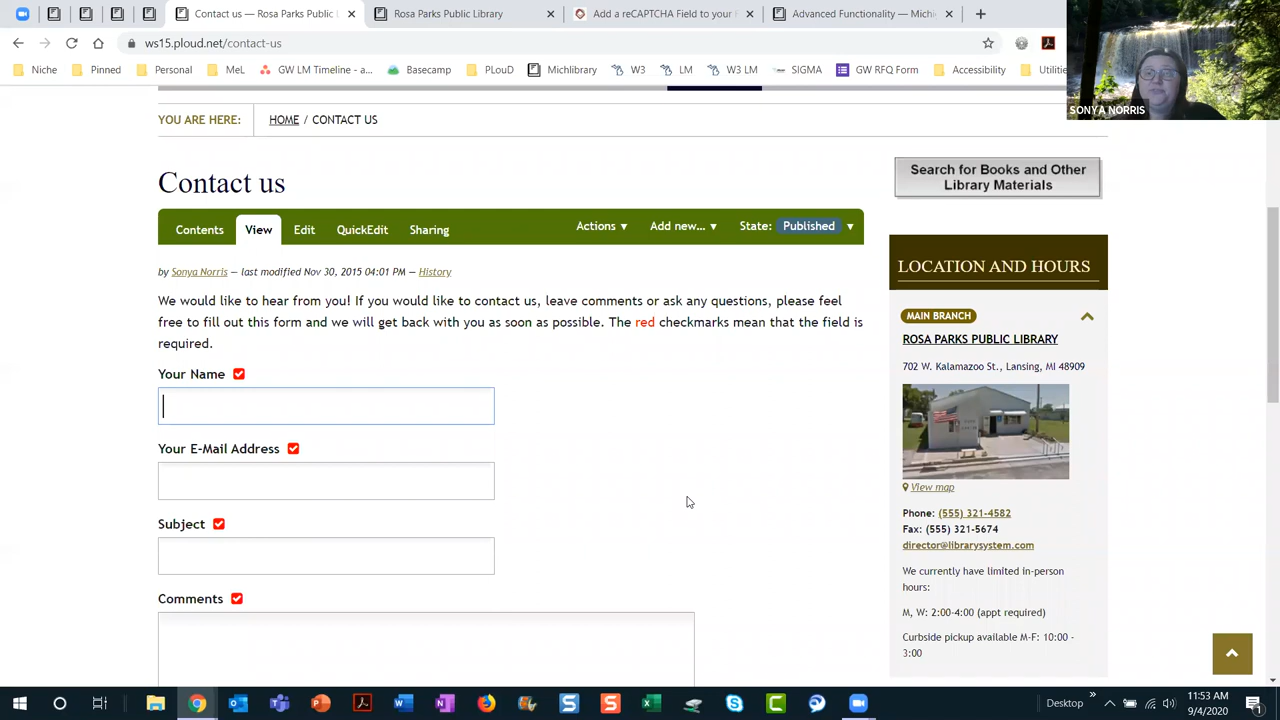 Contact us — Rosa Parks Public L
Rosa Parks Public Library
Add a reCAPTCHA Field to your F
Advanced Functionality — Michi
ws15.ploud.net/contact-us
Niche
Pinned
Personal
MeL
GW LM Timeline - a...
Basecamp
PLouD
Michlibrary
W3
LM
W3 LM
SIGMA
GW RFQ Form
Accessibility
Utilitie
SONYA NORRIS
YOU ARE HERE:
HOME / CONTACT US
Search for Books and Other
Library Materials
Contact us
Contents
View
Edit
QuickEdit
Sharing
Actions ▼
Add new... ▼
State: Published ▼
by Sonya Norris — last modified Nov 30, 2015 04:01 PM — History
We would like to hear from you! If you would like to contact us, leave comments or ask any questions, please feel
free to fill out this form and we will get back with you as soon as possible. The red checkmarks mean that the field is
required.
Your Name
Your E-Mail Address
Subject
Comments
LOCATION AND HOURS
MAIN BRANCH
ROSA PARKS PUBLIC LIBRARY
702 W. Kalamazoo St., Lansing, MI 48909
View map
Phone: (555) 321-4582
Fax: (555) 321-5674
director@librarysystem.com
We currently have limited in-person
hours:
M, W: 2:00-4:00 (appt required)
Curbside pickup available M-F: 10:00 -
3:00
Desktop
11:53 AM
9/4/2020
1